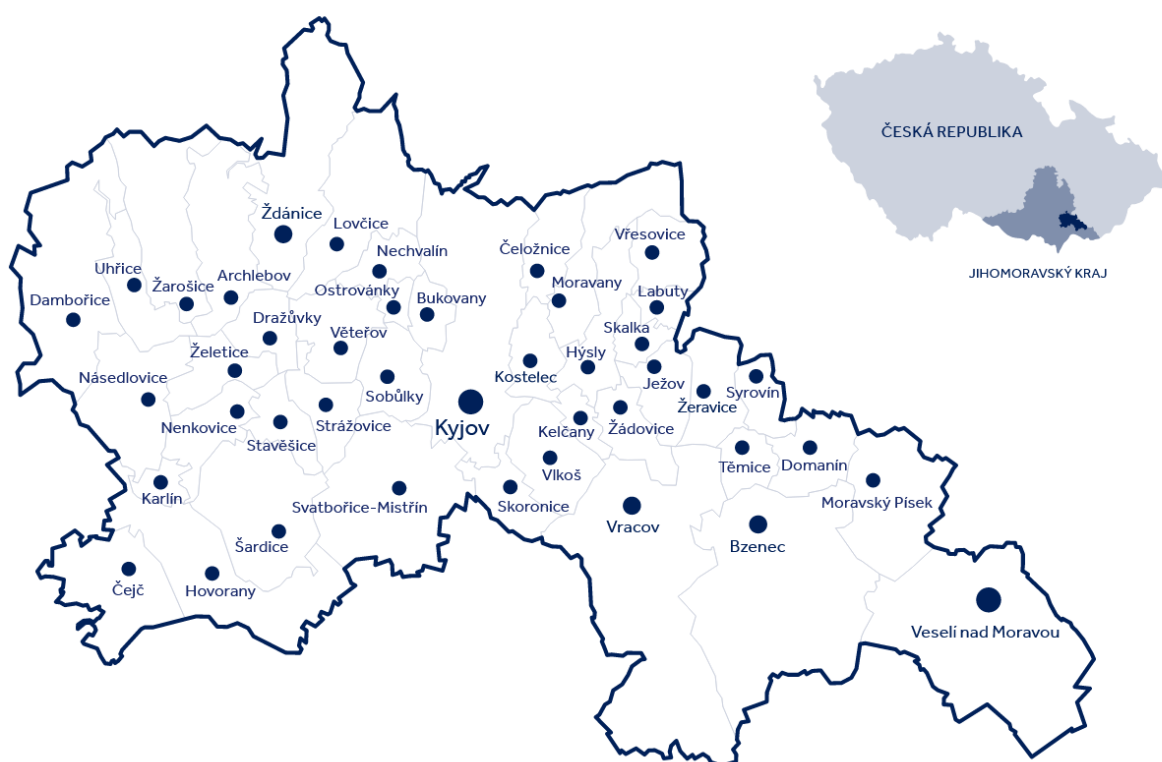 ČESKÁ REPUBLIKA
JIHOMORAVSKÝ KRAJ
Ždánice
Lovčice
Nechvalín
Čeložnice
Vřesovice
Uhřice
Žarošice
Archlebov
Ostrovánky
Bukovany
Moravany
Labuty
Dambořice
Dražůvky
Věteřov
Skalka
Želetice
Hýsly
Násedlovice
Sobůlky
Kostelec
Ježov
Syrovín
Žeravice
Nenkovice
Stavěšice
Strážovice
Kyjov
Kelčany
Žádovice
Vlkoš
Těmice
Domanín
Karlín
Svatbořice-Mistřín
Skoronice
Moravský Písek
Vracov
Bzenec
Šardice
Čejč
Hovorany
Veselí nad Moravou